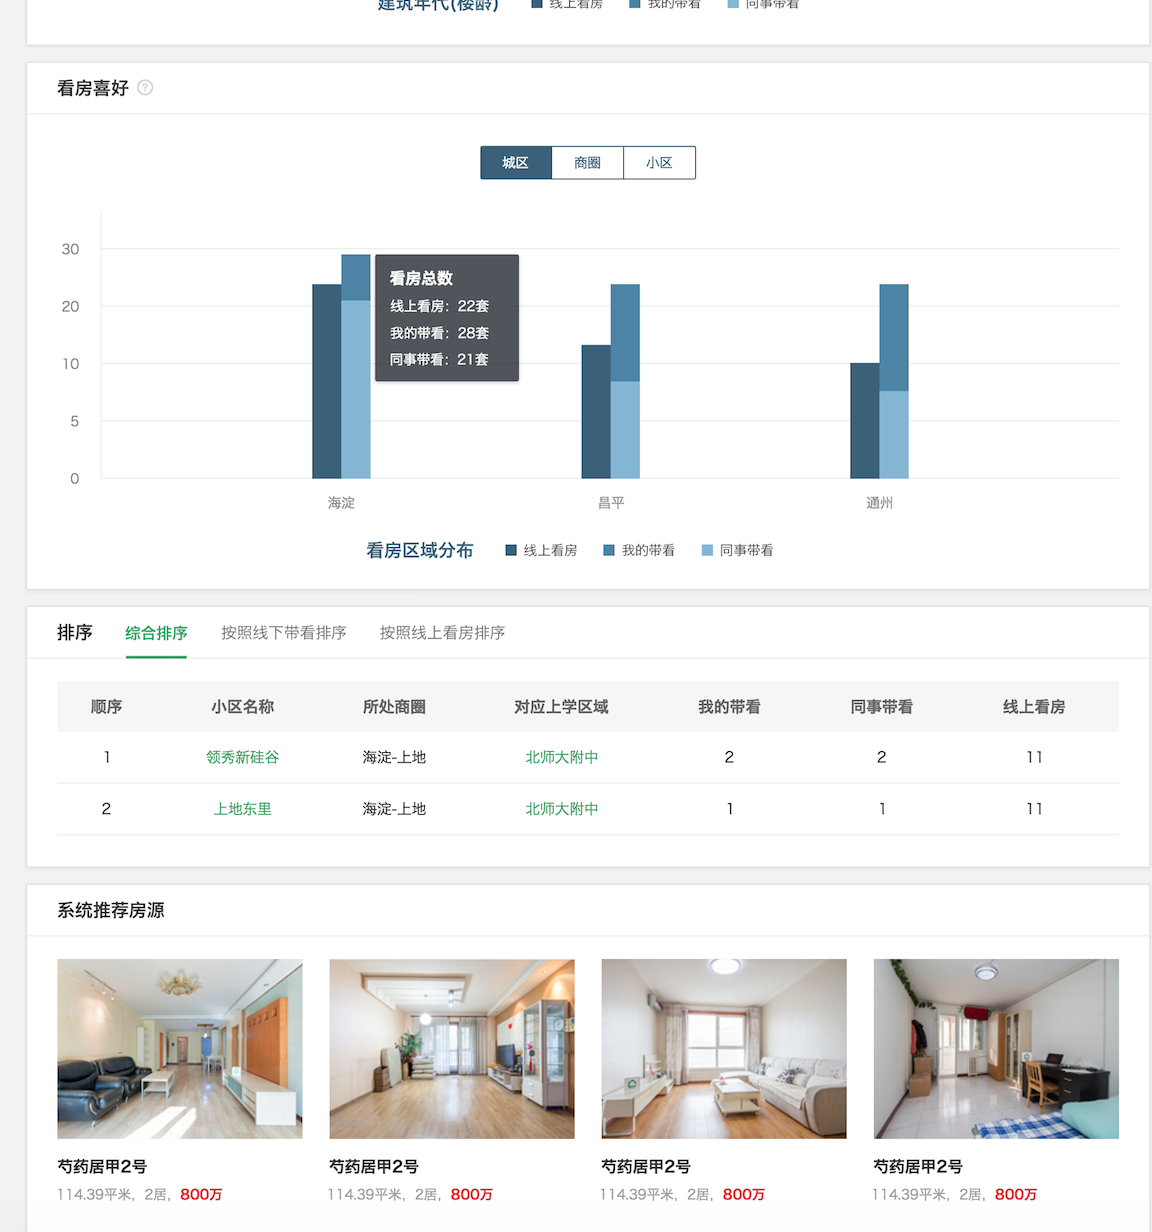 建筑年代(楼龄) 线上看房 我的带看 同事带看
看房喜好 ?
城区 商圈 小区
30
20
10
5
0
看房总数
线上看房：22套
我的带看：28套
同事带看：21套
海淀 昌平 通州
看房区域分布 线上看房 我的带看 同事带看
排序 综合排序 按照线下带看排序 按照线上看房排序
顺序 小区名称 所处商圈 对应上学区域 我的带看 同事带看 线上看房
1 领秀新硅谷 海淀-上地 北师大附中 2 2 11
2 上地东里 海淀-上地 北师大附中 1 1 11
系统推荐房源
芍药居甲2号 芍药居甲2号 芍药居甲2号 芍药居甲2号
114.39平米，2居，800万 114.39平米，2居，800万 114.39平米，2居，800万 114.39平米，2居，800万